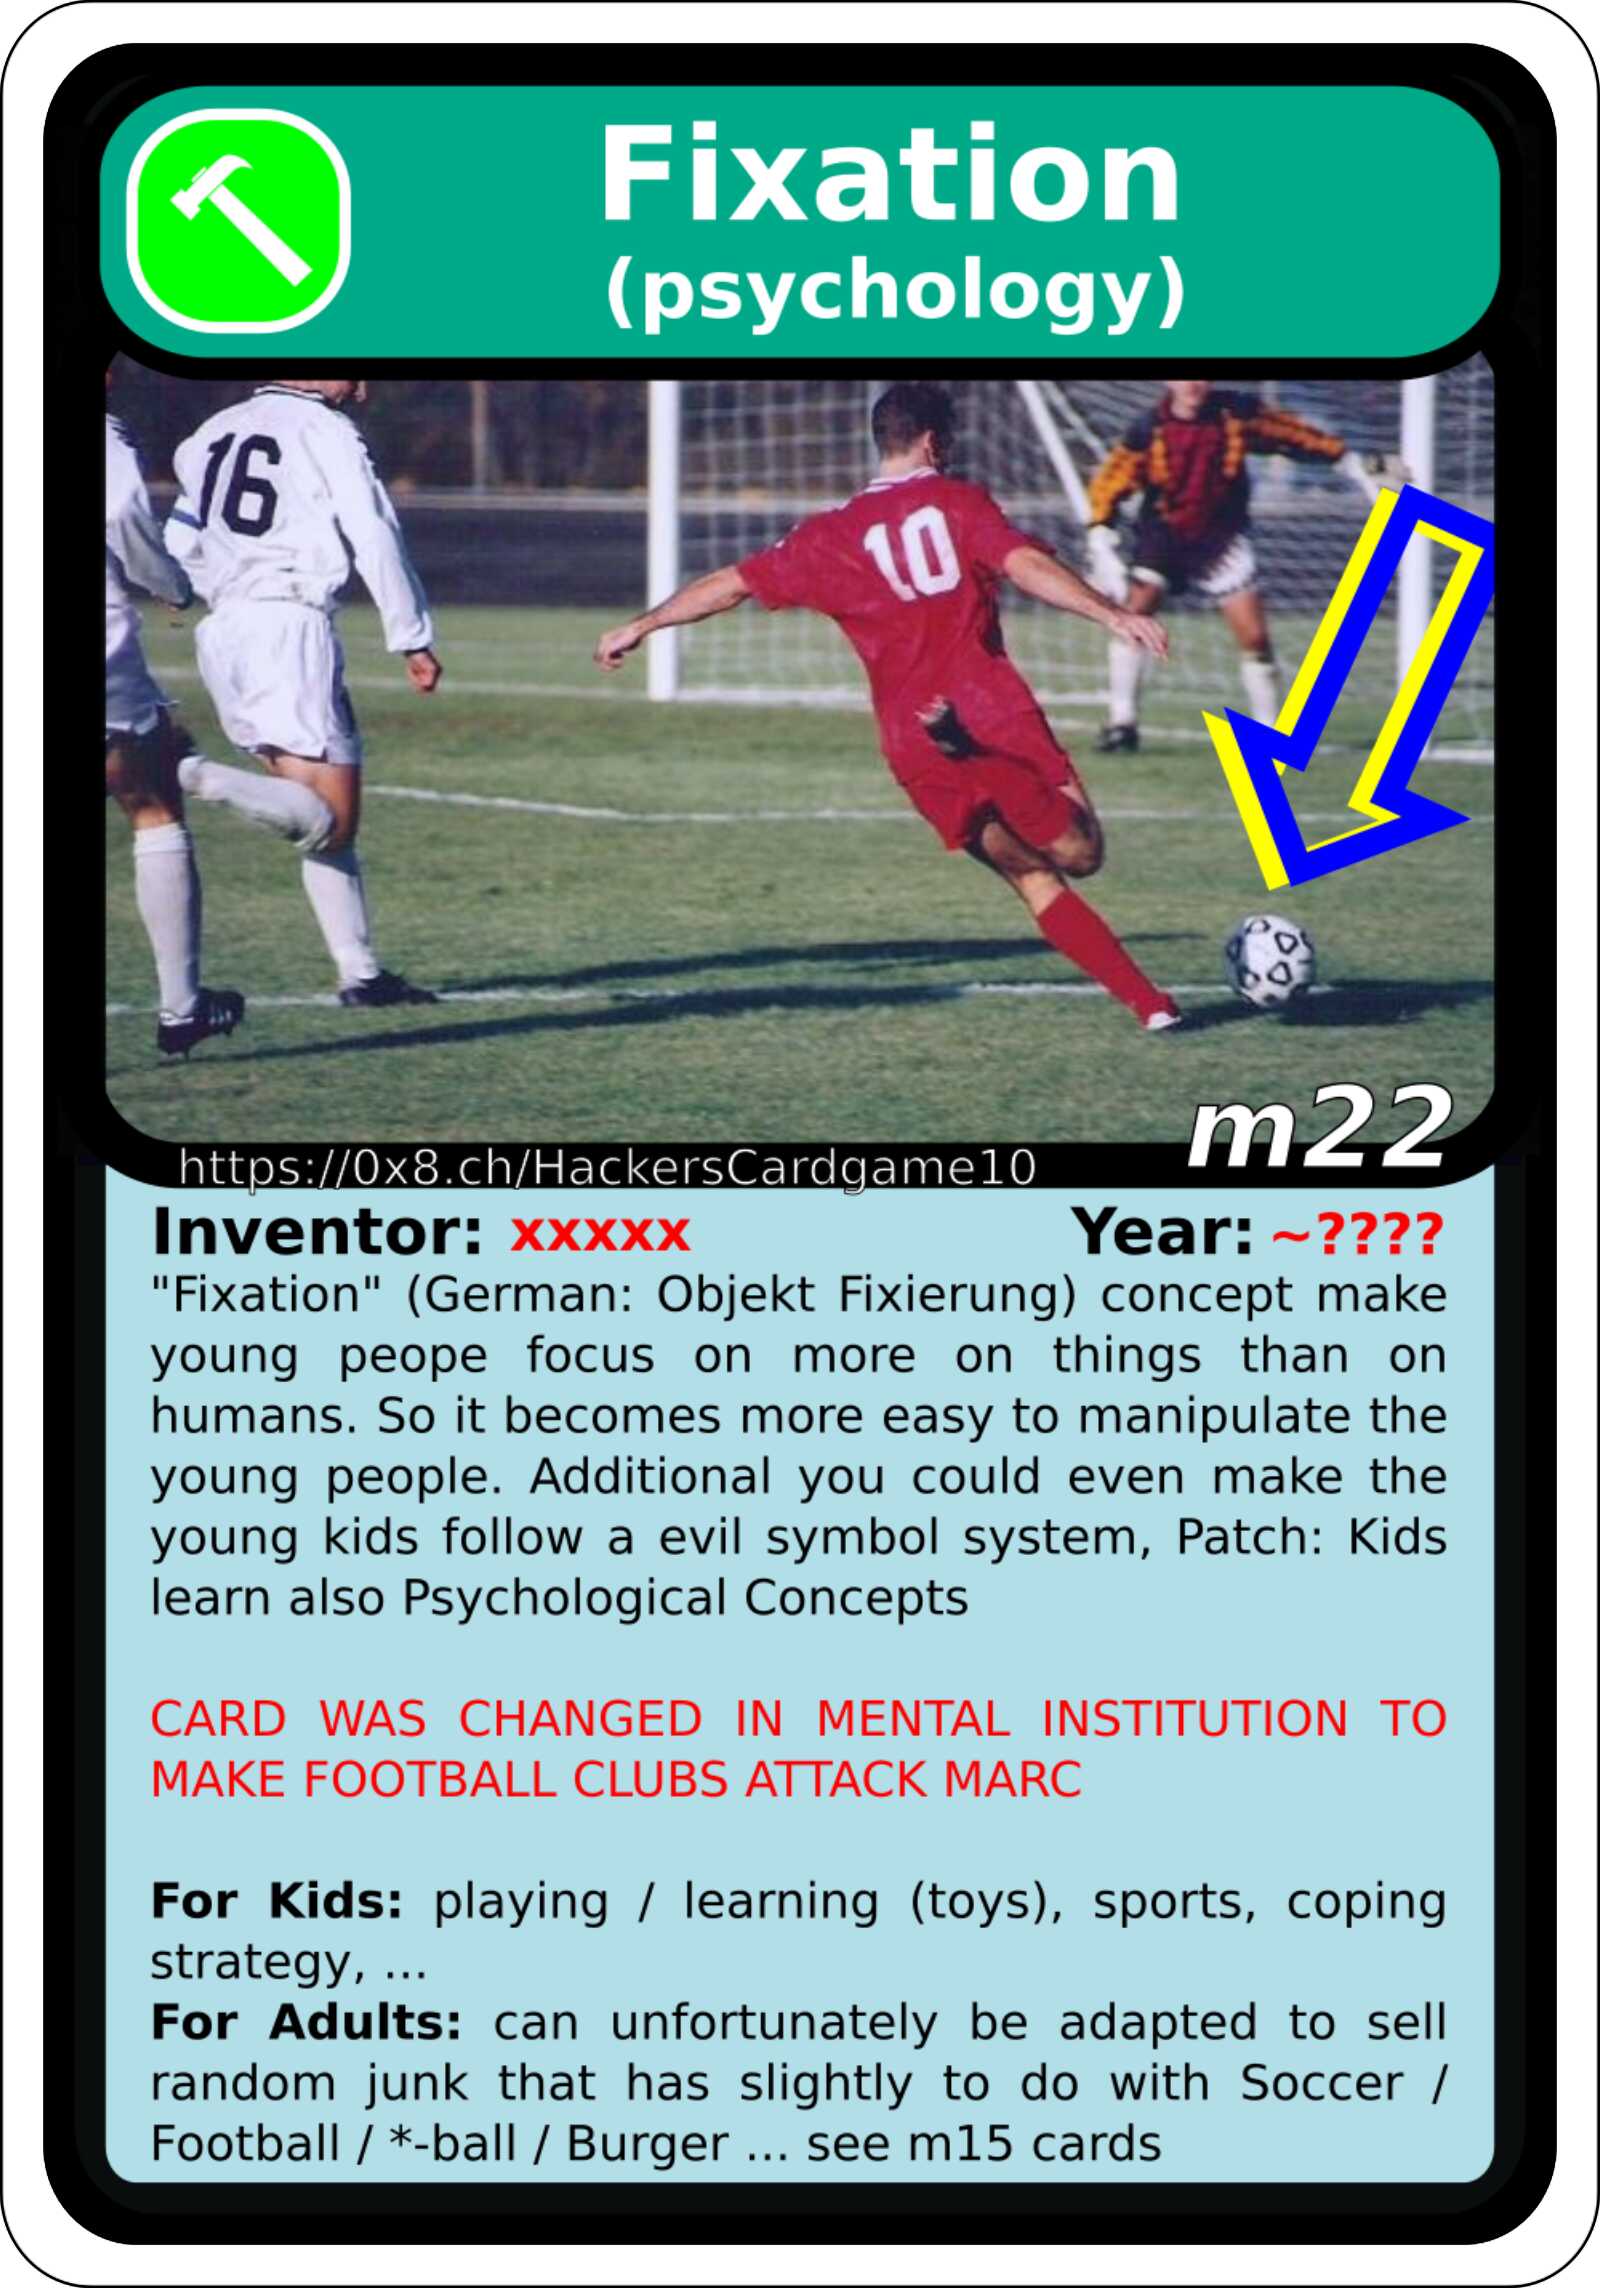 Fixation
(psychology)
16
10
m22
https://0x8.ch/HackersCardgame10
Inventor: xxxxx Year: ~????
"Fixation" (German: Objekt Fixierung) concept make
young peope focus on more on things than on
humans. So it becomes more easy to manipulate the
young people. Additional you could even make the
young kids follow a evil symbol system, Patch: Kids
learn also Psychological Concepts
CARD WAS CHANGED IN MENTAL INSTITUTION TO
MAKE FOOTBALL CLUBS ATTACK MARC
For Kids: playing / learning (toys), sports, coping
strategy, ...
For Adults: can unfortunately be adapted to sell
random junk that has slightly to do with Soccer /
Football / *-ball / Burger ... see m15 cards